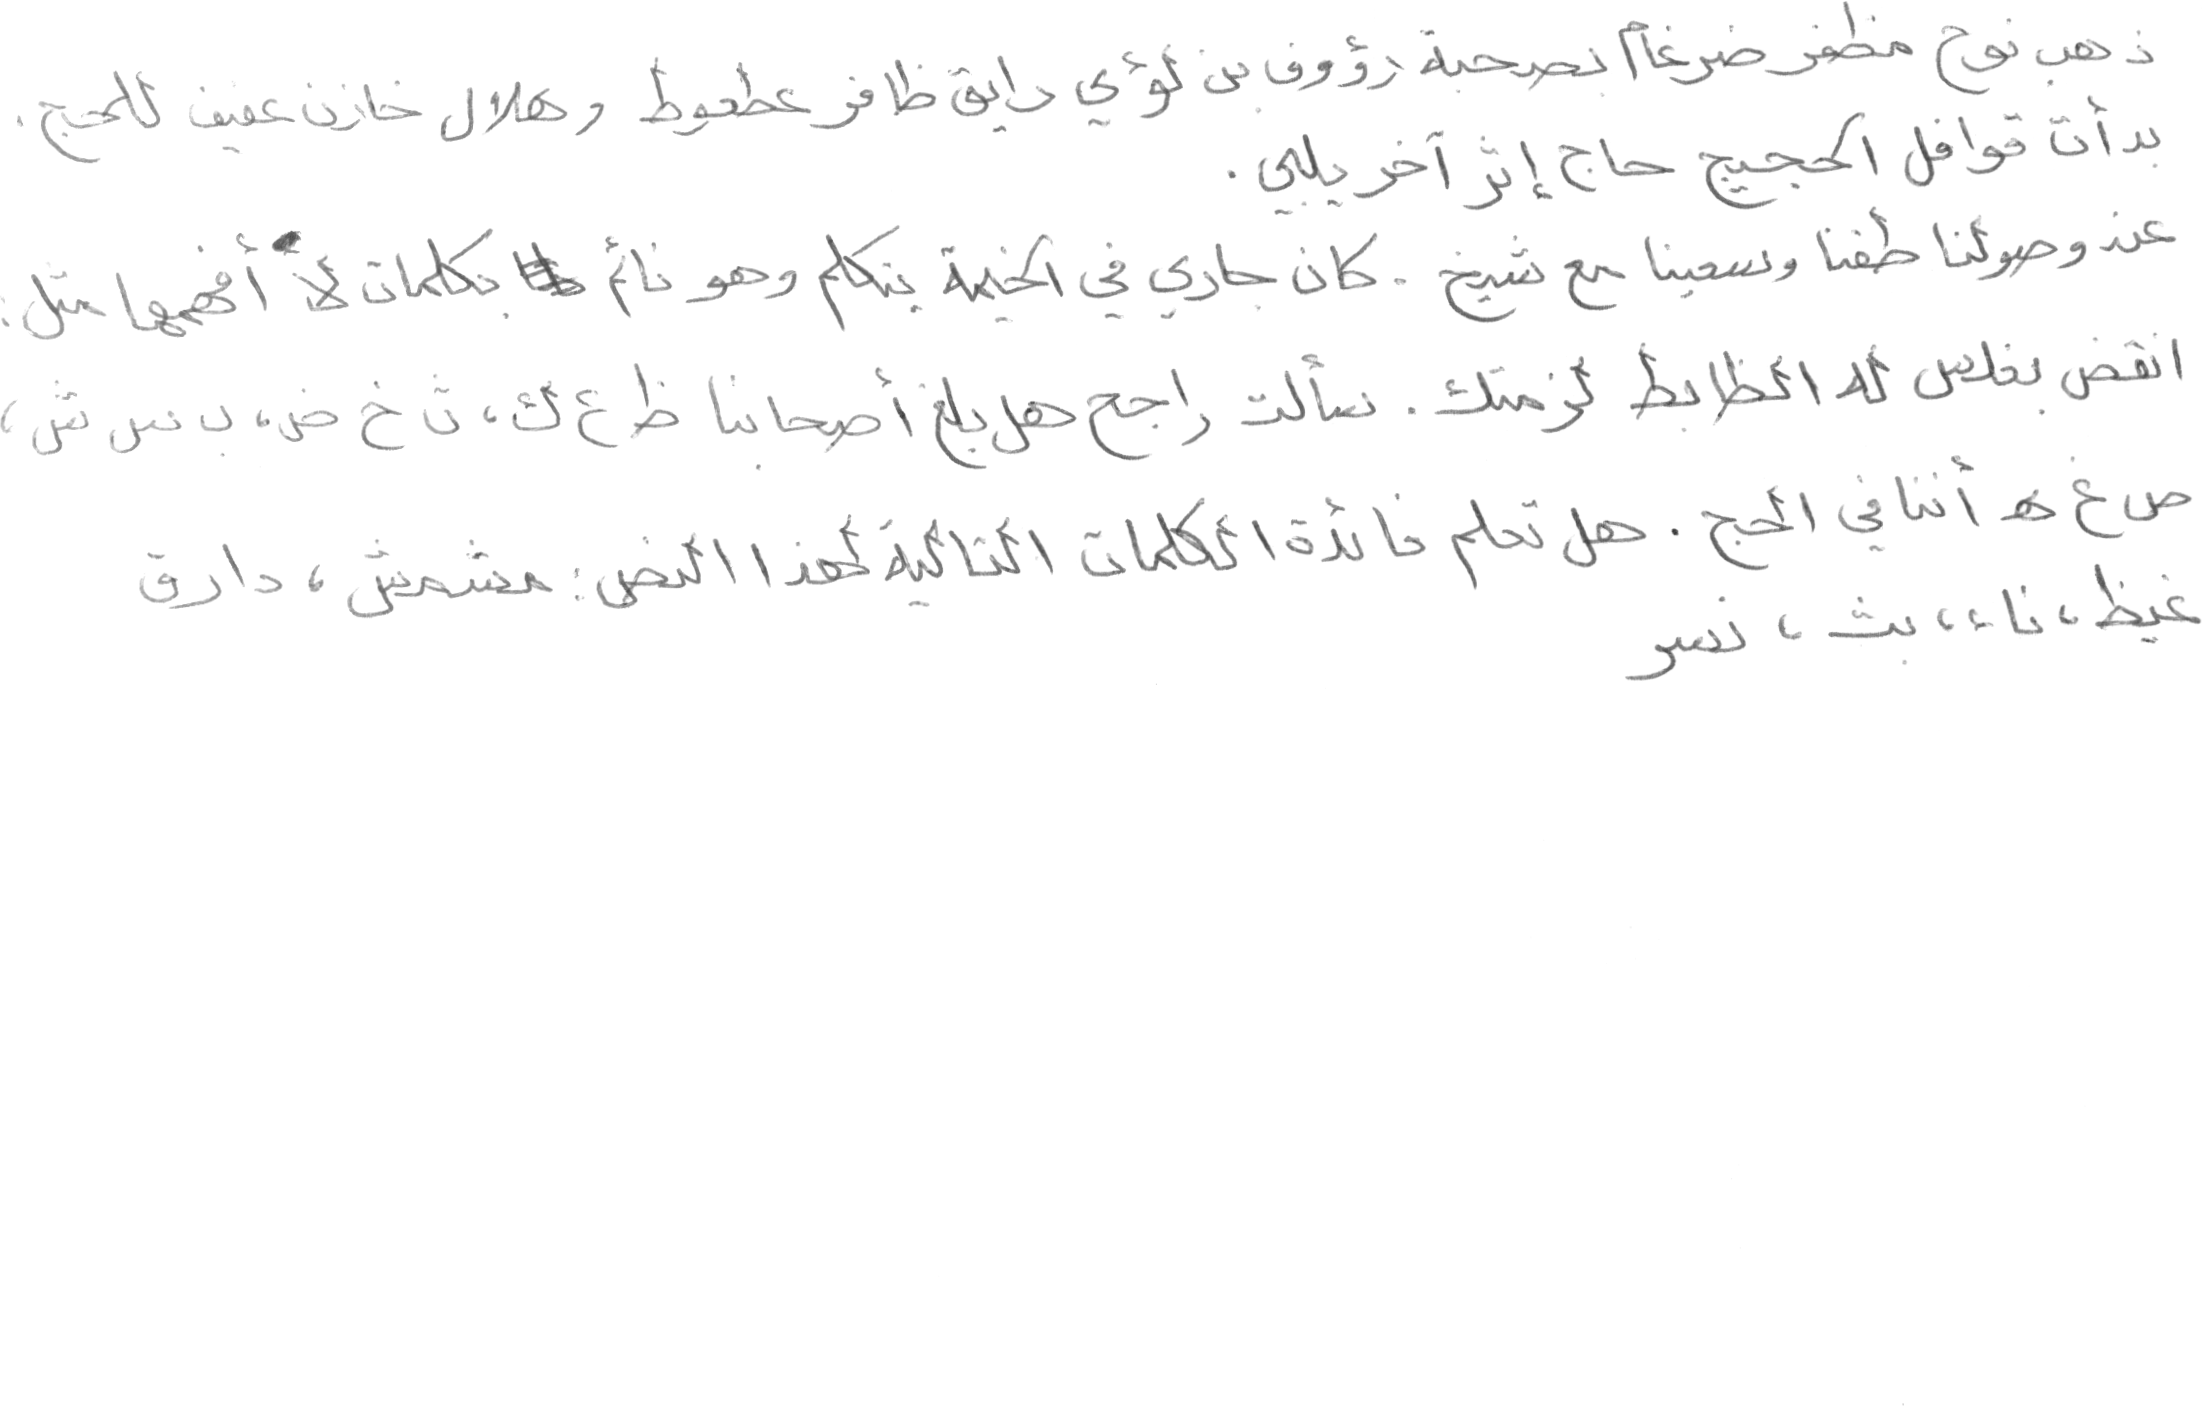 ذهب نوح مظفر ضرغام بصحبة رؤوف بن لؤي رايق ظافر عطعوط وهلال خازن عفيف للحج.
بدأت قوافل الحجيج حاج إثر آخر يلبي.
عند وصولنا طفنا وسعينا مع شيخ. كان جاري في الخيمة يتكلم وهو نائم بكلمات لا أفهمها مثل:
انقض بغلس له الظابط لزمتك. سألت راجح هل بلغ أصحابنا ظ ع ك، ث خ ض، ب س ش،
ص غ ه أننا في الحج. هل تعلم فائدة الكلمات التالية لهذا النص: مشمش، دارق
غيظ، ناء، بث، نسر